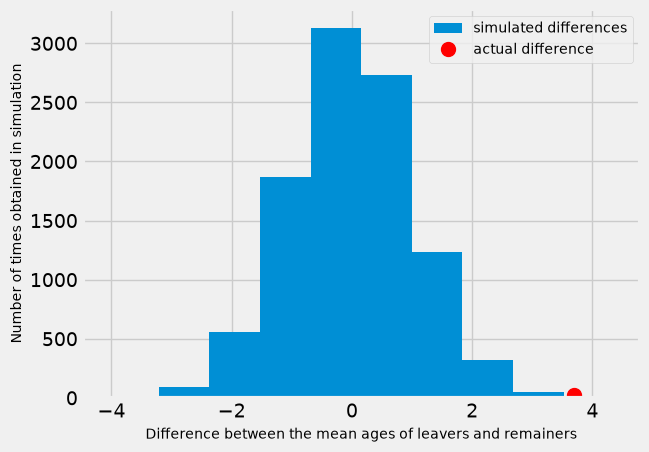 simulated differences
actual difference
Number of times obtained in simulation
3000
2500
2000
1500
1000
500
0
−4 −2 0 2 4
Difference between the mean ages of leavers and remainers